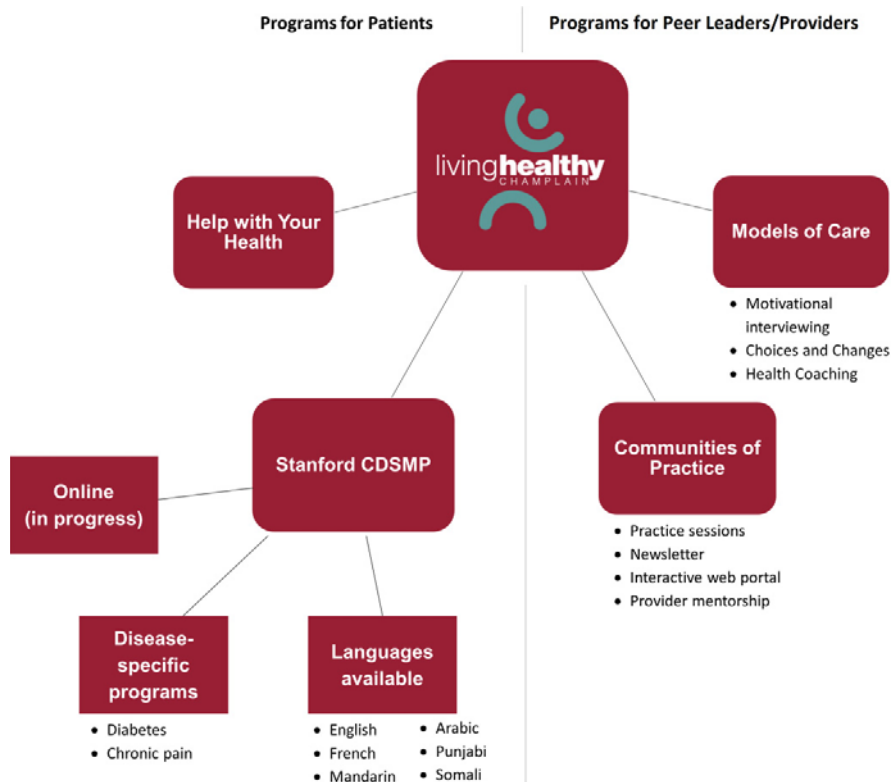 Programs for Patients
Programs for Peer Leaders/Providers
livinghealthy
CHAMPLAIN
Help with Your
Health
Models of Care
• Motivational
interviewing
• Choices and Changes
• Health Coaching
Stanford CDSMP
Communities of
Practice
• Practice sessions
• Newsletter
• Interactive web portal
• Provider mentorship
Online
(in progress)
Disease-
specific
programs
• Diabetes
• Chronic pain
Languages
available
• English
• French
• Mandarin
• Arabic
• Punjabi
• Somali